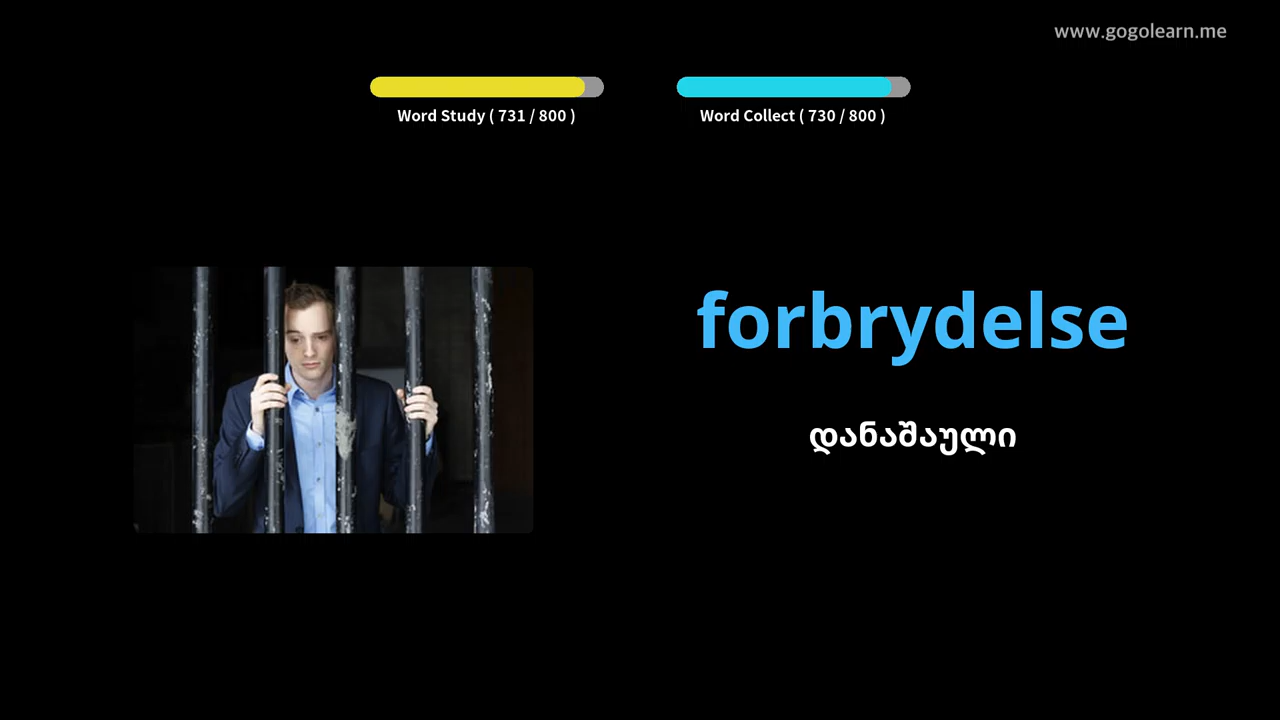 www.gogolearn.me
Word Study ( 731 / 800 )
Word Collect ( 730 / 800 )
forbrydelse
დანაშაული